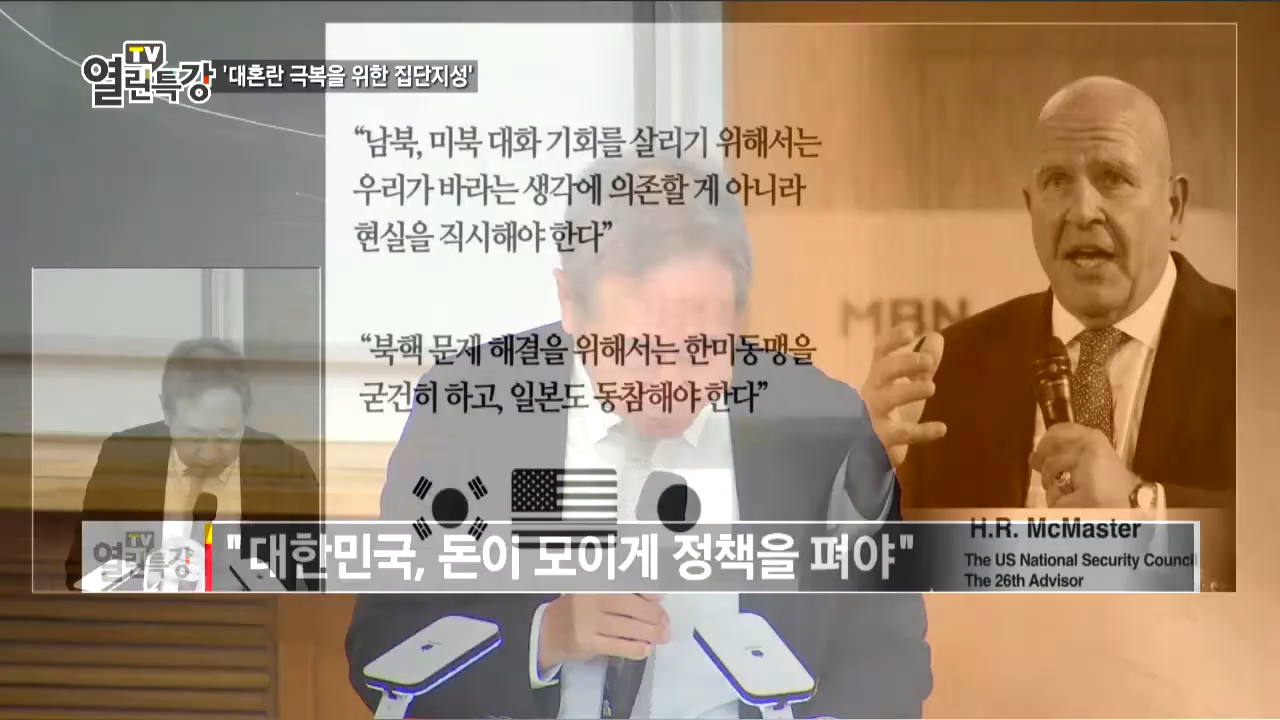 TV
열린특강
'대혼란 극복을 위한 집단지성'
“남북, 미북 대화 기회를 살리기 위해서는
우리가 바라는 생각에 의존할 게 아니라
현실을 직시해야 한다”
“북핵 문제 해결을 위해서는 한미동맹을
굳건히 하고, 일본도 동참해야 한다”
MBN
H.R. McMaster
The US National Security Council
The 26th Advisor
TV
열린특강
"대한민국, 돈이 모이게 정책을 펴야"